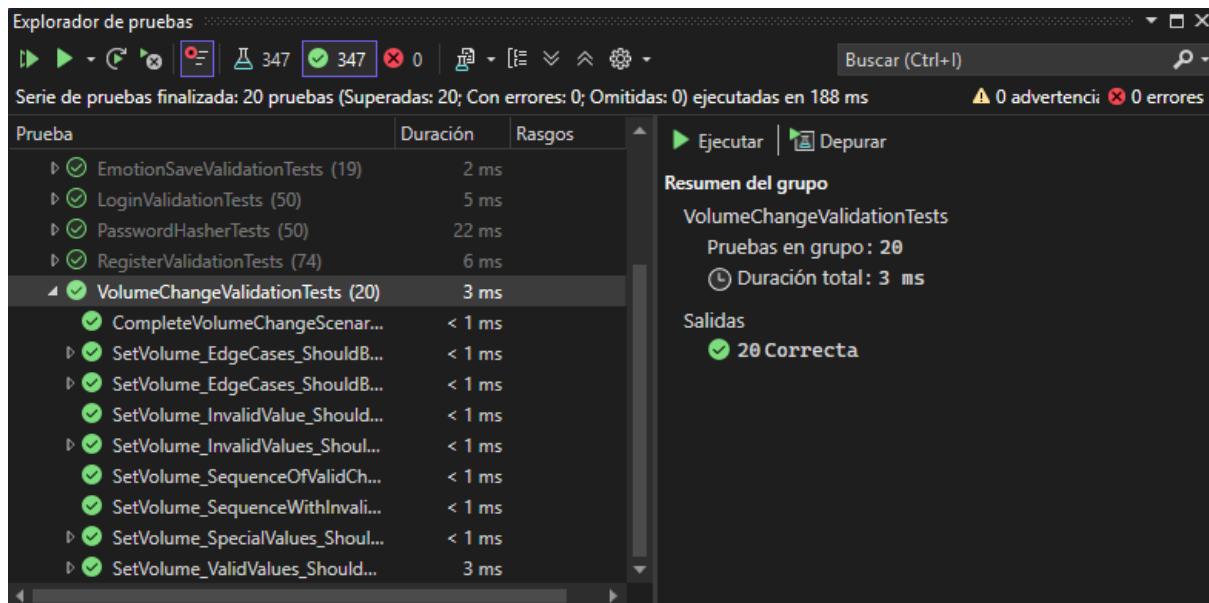 Explorador de pruebas
347 347 0 Buscar (Ctrl+I)
Serie de pruebas finalizada: 20 pruebas (Superadas: 20; Con errores: 0; Omitidas: 0) ejecutadas en 188 ms 0 advertencia 0 errores
Prueba Duración Rasgos
EmotionSaveValidationTests (19) 2 ms
LoginValidationTests (50) 5 ms
PasswordHasherTests (50) 22 ms
RegisterValidationTests (74) 6 ms
VolumeChangeValidationTests (20) 3 ms
CompleteVolumeChangeScenar... < 1 ms
SetVolume_EdgeCases_ShouldB... < 1 ms
SetVolume_EdgeCases_ShouldB... < 1 ms
SetVolume_InvalidValue_Should... < 1 ms
SetVolume_InvalidValues_Shoul... < 1 ms
SetVolume_SequenceOfValidCh... < 1 ms
SetVolume_SequenceWithInvali... < 1 ms
SetVolume_SpecialValues_Shoul... < 1 ms
SetVolume_ValidValues_Should... 3 ms
Ejecutar Depurar
Resumen del grupo
VolumeChangeValidationTests
Pruebas en grupo: 20
Duración total: 3 ms
Salidas
20 Correcta